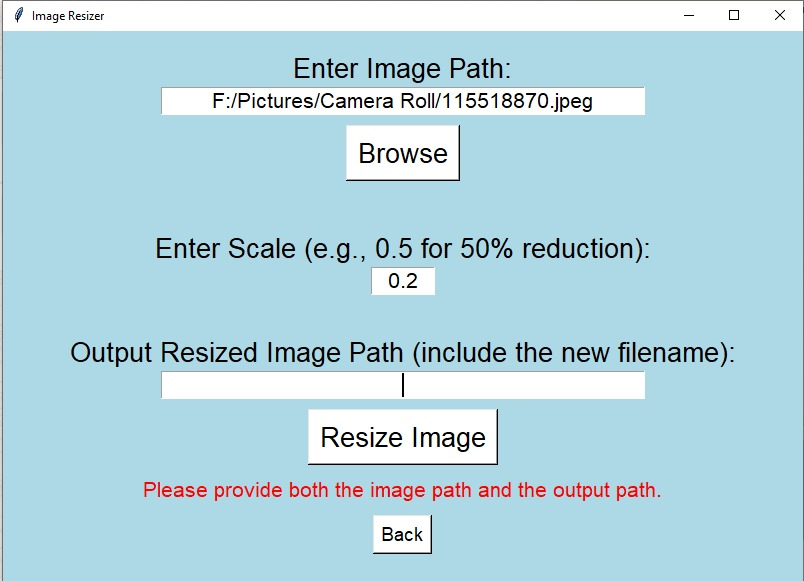 Image Resizer
Enter Image Path:
F:/Pictures/Camera Roll/115518870.jpeg
Browse
Enter Scale (e.g., 0.5 for 50% reduction):
0.2
Output Resized Image Path (include the new filename):
Resize Image
Please provide both the image path and the output path.
Back